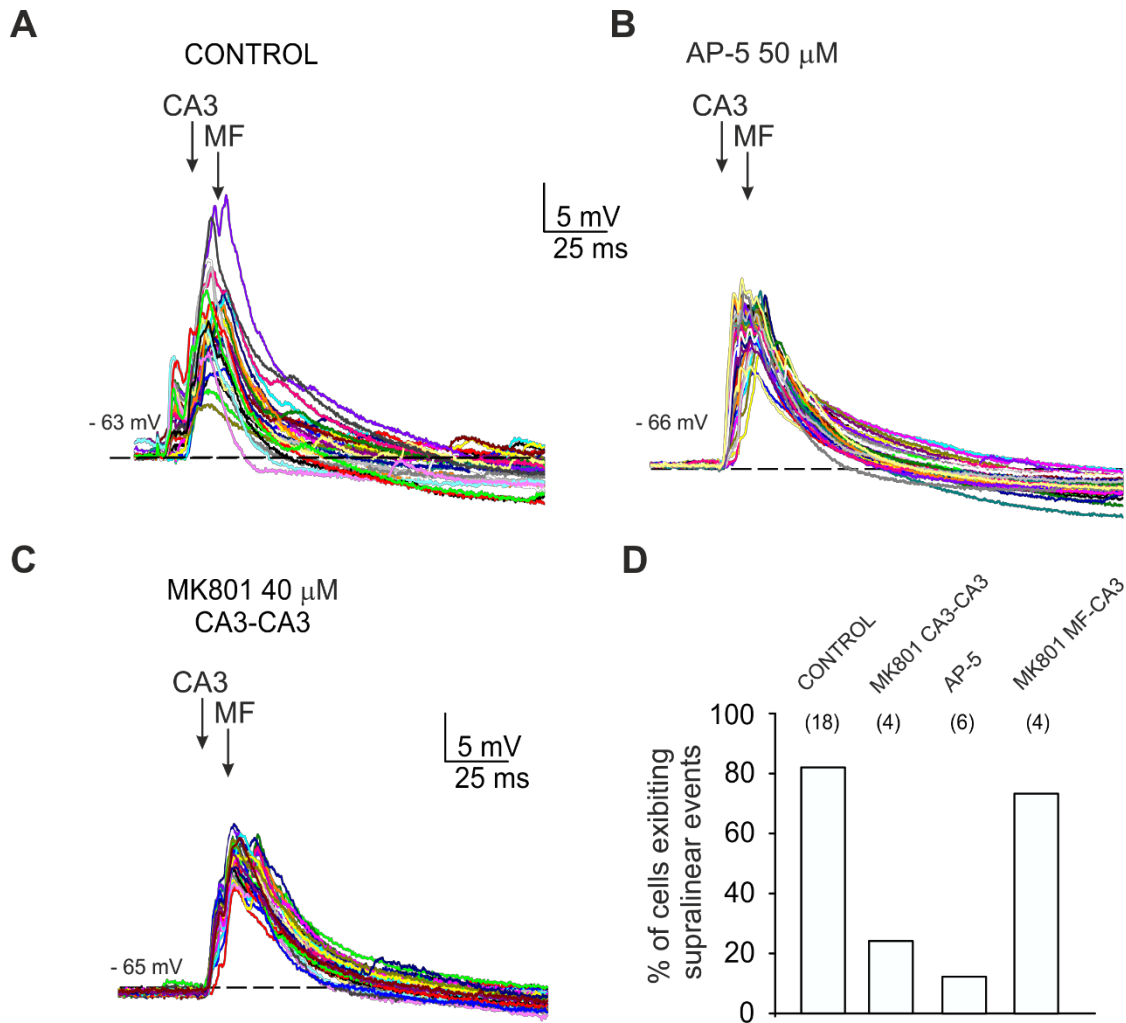 A
CONTROL
CA3
MF
- 63 mV
5 mV
25 ms
B
AP-5 50 μM
CA3
MF
- 66 mV
C
MK801 40 μM
CA3-CA3
CA3
MF
- 65 mV
5 mV
25 ms
D
CONTROL
MK801 CA3-CA3
AP-5
MK801 MF-CA3
(18)
(4)
(6)
(4)
% of cells exibiting
supralinear events
100
80
60
40
20
0